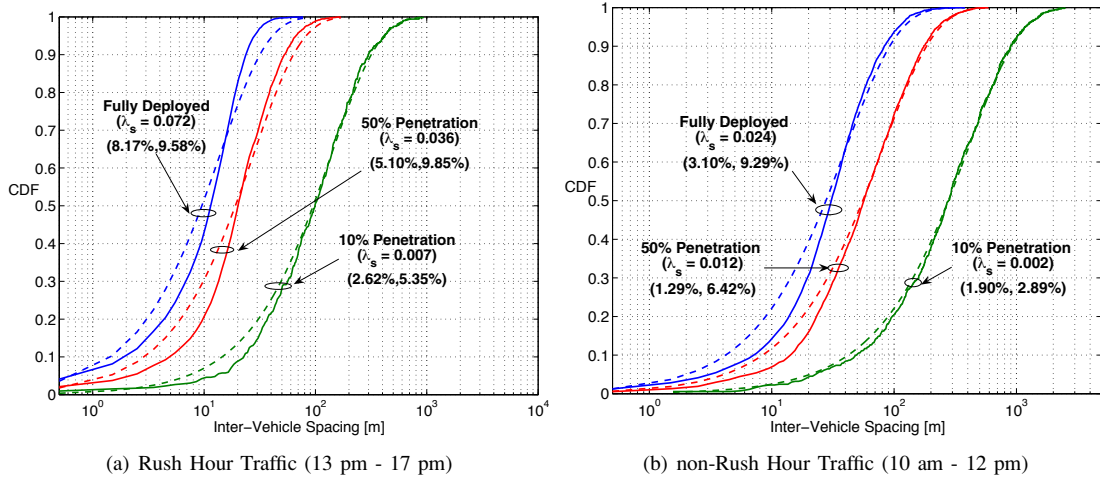 1
0.9
0.8
0.7
0.6
0.5
0.4
0.3
0.2
0.1
0
CDF
Fully Deployed
(λs = 0.072)
(8.17%,9.58%)
50% Penetration
(λs = 0.036)
(5.10%,9.85%)
10% Penetration
(λs = 0.007)
(2.62%,5.35%)
10^0 10^1 10^2 10^3 10^4
Inter-Vehicle Spacing [m]
(a) Rush Hour Traffic (13 pm - 17 pm)
1
0.9
0.8
0.7
0.6
0.5
0.4
0.3
0.2
0.1
0
CDF
Fully Deployed
(λs = 0.024)
(3.10%, 9.29%)
50% Penetration
(λs = 0.012)
(1.29%, 6.42%)
10% Penetration
(λs = 0.002)
(1.90%, 2.89%)
10^0 10^1 10^2 10^3
Inter-Vehicle Spacing [m]
(b) non-Rush Hour Traffic (10 am - 12 pm)